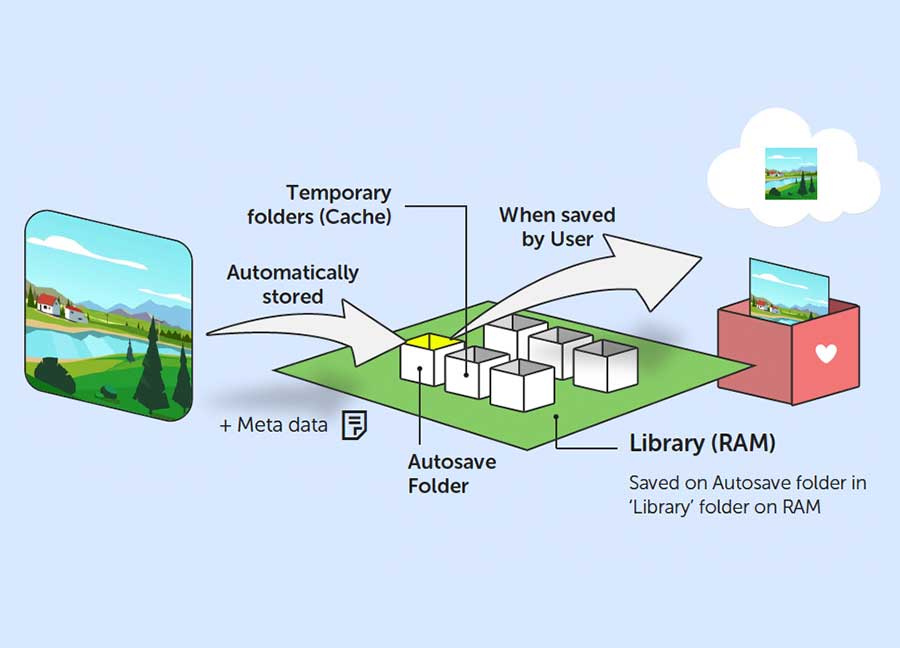 Temporary
folders (Cache)
When saved
by User
Automatically
stored
+ Meta data
Autosave
Folder
Library (RAM)
Saved on Autosave folder in
‘Library’ folder on RAM